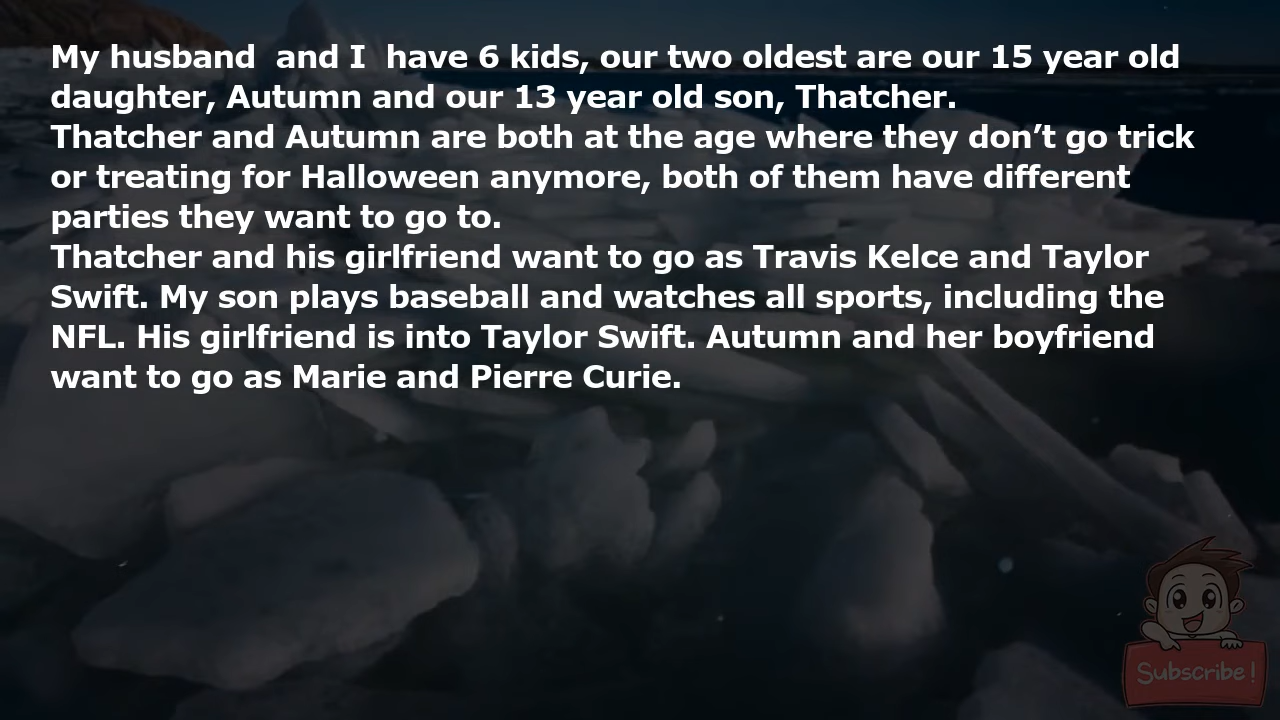 My husband  and I  have 6 kids, our two oldest are our 15 year old
daughter, Autumn and our 13 year old son, Thatcher.
Thatcher and Autumn are both at the age where they don’t go trick
or treating for Halloween anymore, both of them have different
parties they want to go to.
Thatcher and his girlfriend want to go as Travis Kelce and Taylor
Swift. My son plays baseball and watches all sports, including the
NFL. His girlfriend is into Taylor Swift. Autumn and her boyfriend
want to go as Marie and Pierre Curie.
Subscribe!